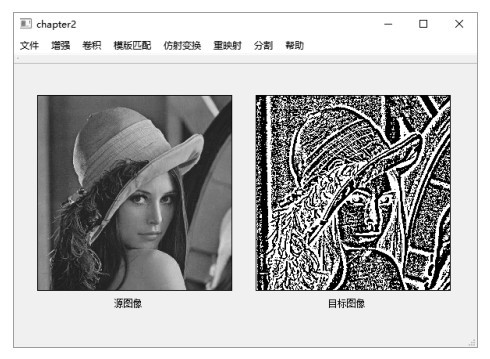 chapter2
文件 增强 卷积 模版匹配 仿射变换 重映射 分割 帮助
源图像 目标图像